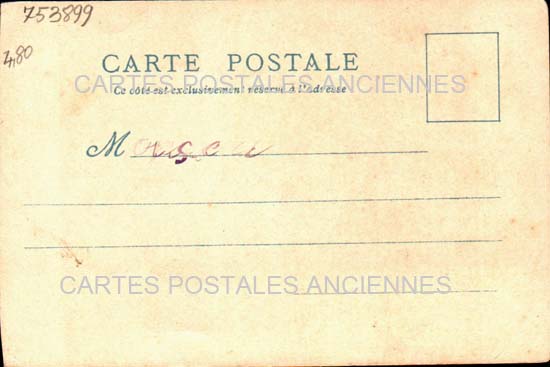 753899
4,80
CARTE POSTALE
CARTES POSTALES ANCIENNES
Ce côté est exclusivement réservé à l'adresse
M
CARTES POSTALES ANCIENNES